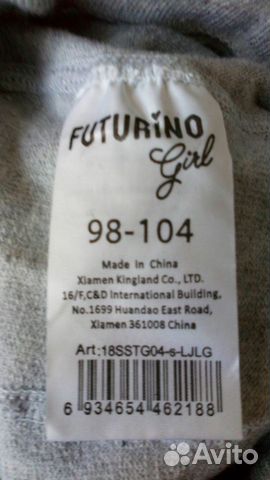 FUTURiNO
Girl
98-104
Made In China
Xiamen Kingland Co., LTD.
16/F,C&D International Building,
No.1699 Huandao East Road,
Xiamen 361008 China
Art:18SSTG04-6-LJLG
6 934654 462188
Avito